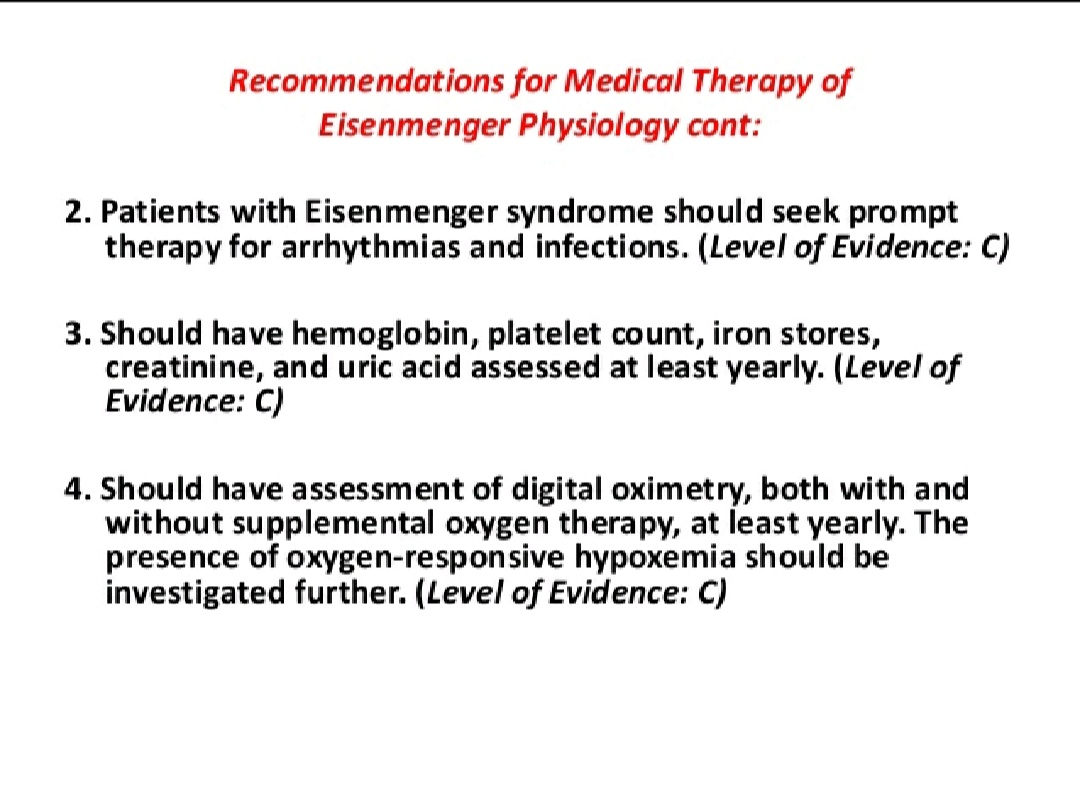 Recommendations for Medical Therapy of
Eisenmenger Physiology cont:
2. Patients with Eisenmenger syndrome should seek prompt
therapy for arrhythmias and infections. (Level of Evidence: C)
3. Should have hemoglobin, platelet count, iron stores,
creatinine, and uric acid assessed at least yearly. (Level of
Evidence: C)
4. Should have assessment of digital oximetry, both with and
without supplemental oxygen therapy, at least yearly. The
presence of oxygen-responsive hypoxemia should be
investigated further. (Level of Evidence: C)